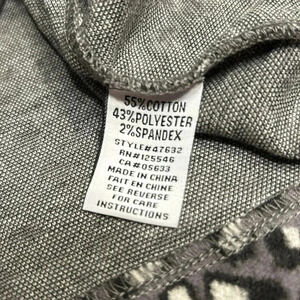 55%COTTON
43%POLYESTER
2%SPANDEX
STYLE#47632
RN#125546
CA#05633
MADE IN CHINA
FAIT EN CHINE
SEE REVERSE
FOR CARE
INSTRUCTIONS